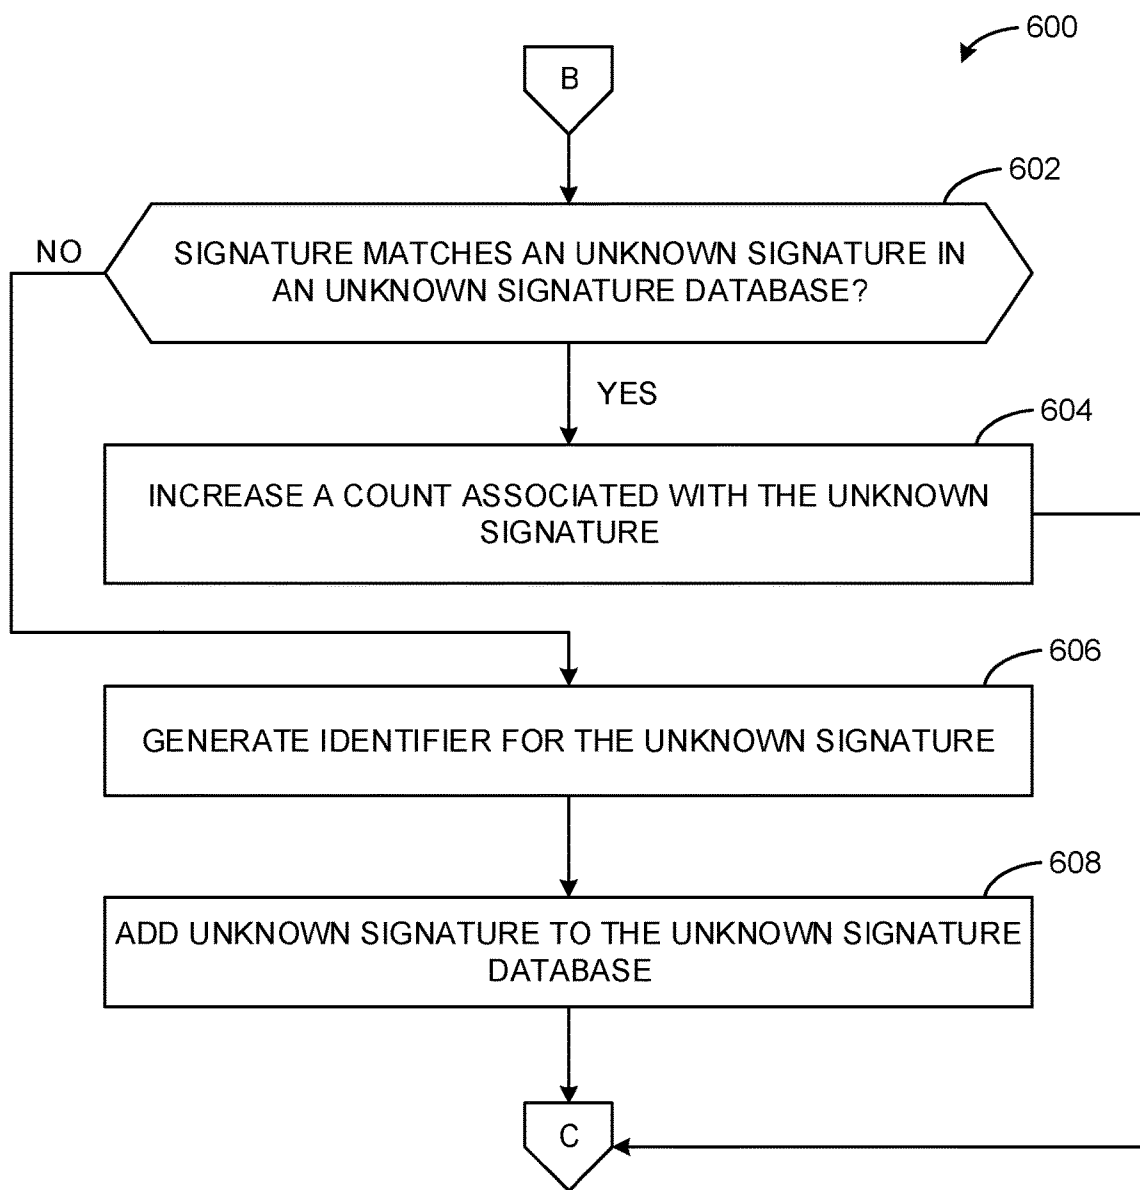 600
B
602
NO
SIGNATURE MATCHES AN UNKNOWN SIGNATURE IN
AN UNKNOWN SIGNATURE DATABASE?
YES
604
INCREASE A COUNT ASSOCIATED WITH THE UNKNOWN
SIGNATURE
606
GENERATE IDENTIFIER FOR THE UNKNOWN SIGNATURE
608
ADD UNKNOWN SIGNATURE TO THE UNKNOWN SIGNATURE
DATABASE
C